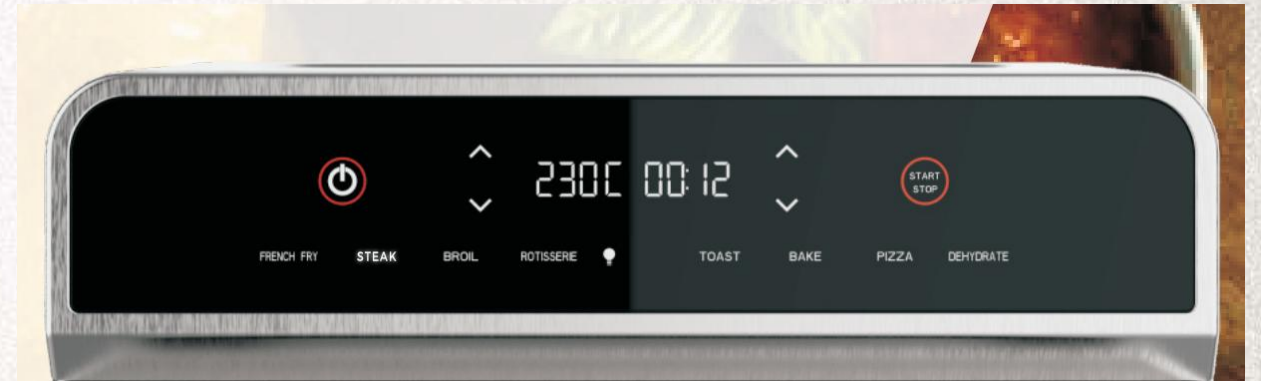 230C 00:12
START
STOP
FRENCH FRY STEAK BROIL ROTISSERIE TOAST BAKE PIZZA DEHYDRATE